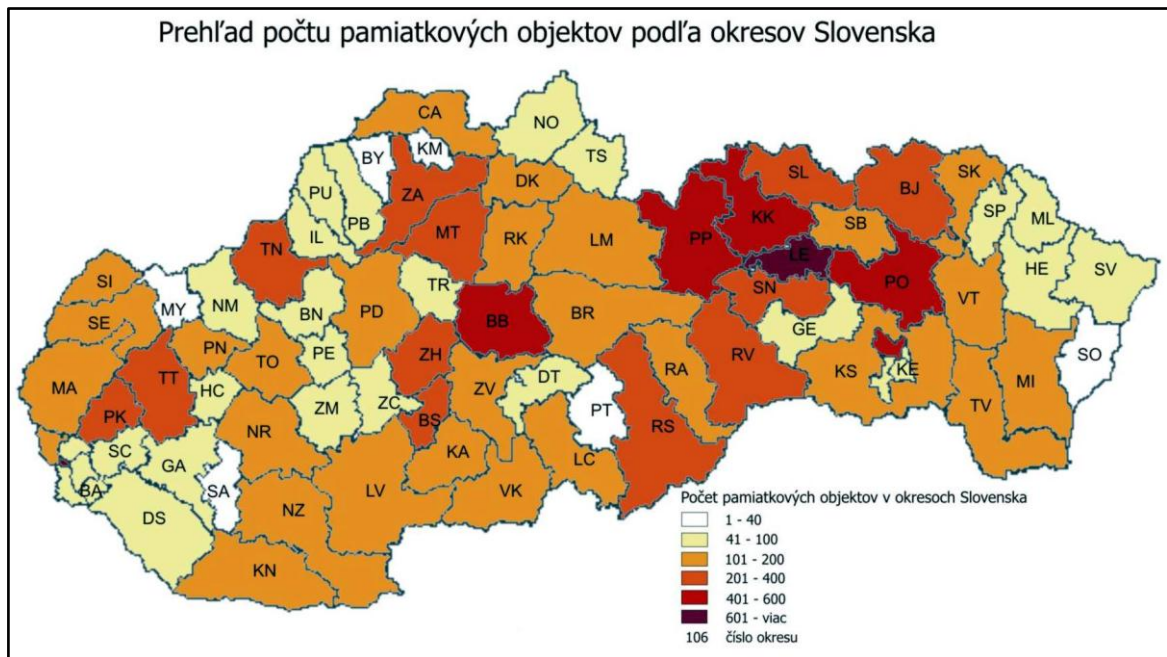 Prehľad počtu pamiatkových objektov podľa okresov Slovenska
CA
NO
BY
KM
TS
PU
ZA
DK
SL
BJ
SK
PB
SP
ML
IL
MT
RK
LM
PP
KK
SB
TN
LE
HE
SV
SI
MY
NM
TR
SN
PO
BN
PD
BB
BR
VT
SE
GE
PN
TO
PE
ZH
RV
SO
MA
TT
HC
RA
KS
KE
MI
PK
ZM
ZC
BŠ
ZV
DT
PT
TV
NR
RS
SC
GA
KA
LC
BA
SA
LV
VK
DS
NZ
KN
Počet pamiatkových objektov v okresoch Slovenska
1 - 40
41 - 100
101 - 200
201 - 400
401 - 600
601 - viac
106 číslo okresu